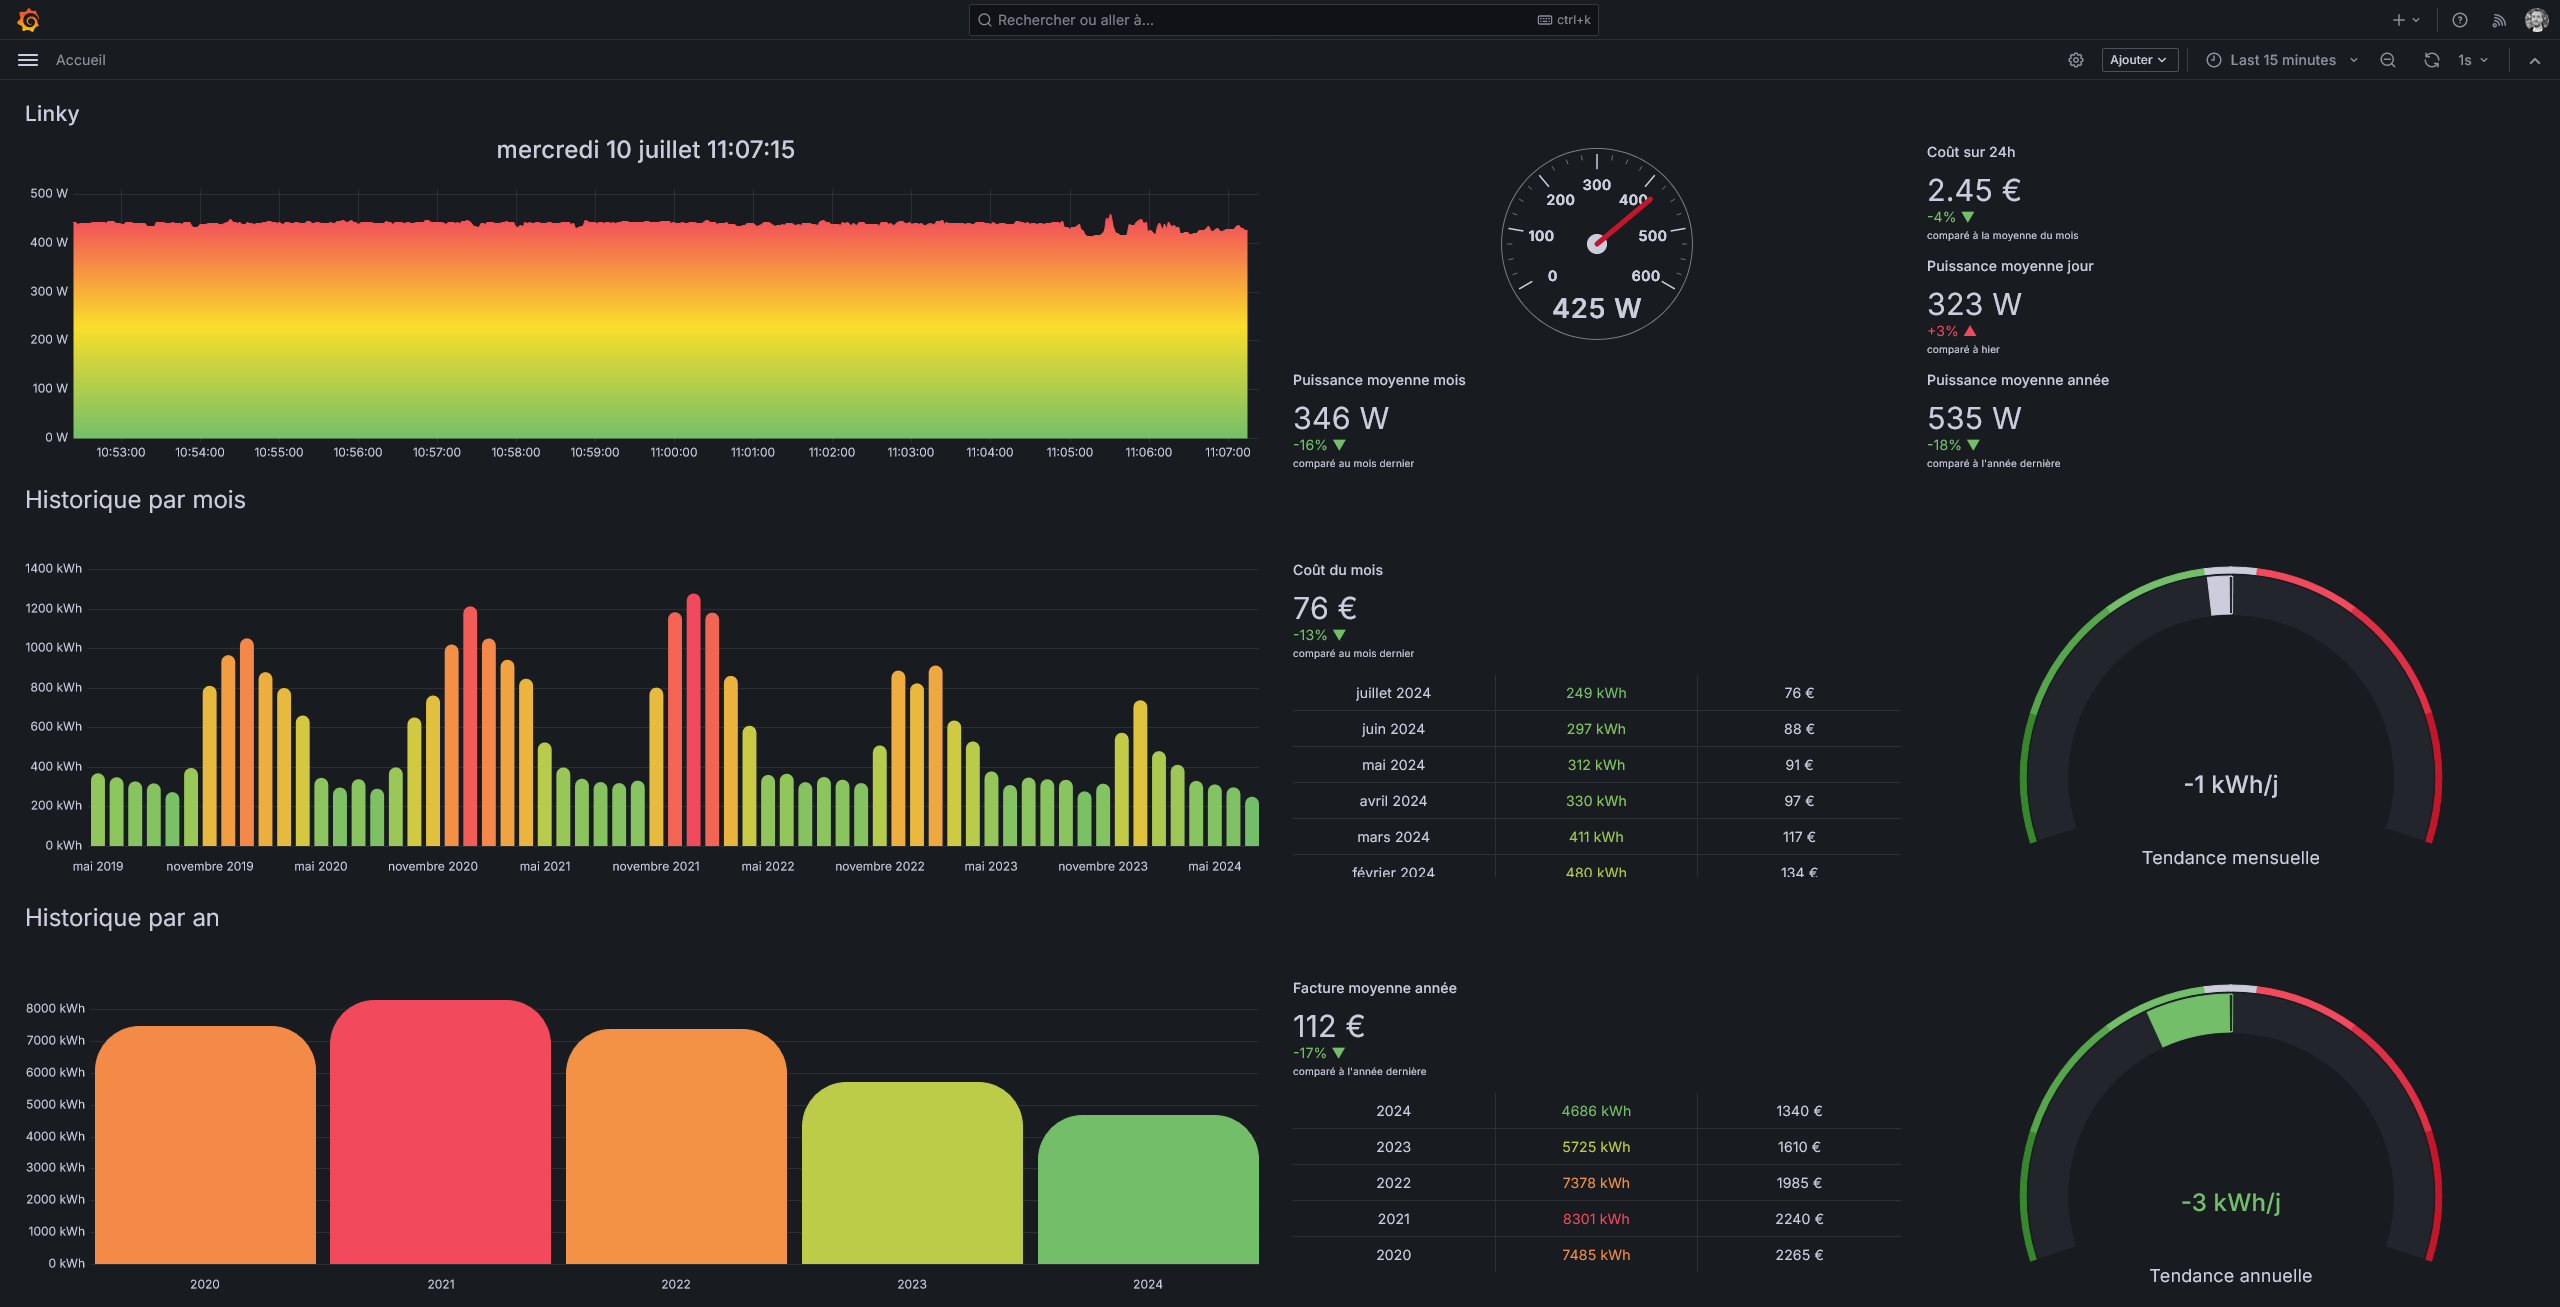 Rechercher ou aller à...
ctrl+k
Accueil
Ajouter
Last 15 minutes
1s
Linky
mercredi 10 juillet 11:07:15
500 W
400 W
300 W
200 W
100 W
0 W
10:53:00 10:54:00 10:55:00 10:56:00 10:57:00 10:58:00 10:59:00 11:00:00 11:01:00 11:02:00 11:03:00 11:04:00 11:05:00 11:06:00 11:07:00
0
100
200
300
400
500
600
425 W
Coût sur 24h
2.45 €
-4%
comparé à la moyenne du mois
Puissance moyenne jour
323 W
+3%
comparé à hier
Puissance moyenne mois
346 W
-16%
comparé au mois dernier
Puissance moyenne année
535 W
-18%
comparé à l'année dernière
Historique par mois
1400 kWh
1200 kWh
1000 kWh
800 kWh
600 kWh
400 kWh
200 kWh
0 kWh
mai 2019 novembre 2019 mai 2020 novembre 2020 mai 2021 novembre 2021 mai 2022 novembre 2022 mai 2023 novembre 2023 mai 2024
Coût du mois
76 €
-13%
comparé au mois dernier
juillet 2024 249 kWh 76 €
juin 2024 297 kWh 88 €
mai 2024 312 kWh 91 €
avril 2024 330 kWh 97 €
mars 2024 411 kWh 117 €
février 2024 480 kWh 134 €
-1 kWh/j
Tendance mensuelle
Historique par an
8000 kWh
7000 kWh
6000 kWh
5000 kWh
4000 kWh
3000 kWh
2000 kWh
1000 kWh
0 kWh
2020 2021 2022 2023 2024
Facture moyenne année
112 €
-17%
comparé à l'année dernière
2024 4686 kWh 1340 €
2023 5725 kWh 1610 €
2022 7378 kWh 1985 €
2021 8301 kWh 2240 €
2020 7485 kWh 2265 €
-3 kWh/j
Tendance annuelle